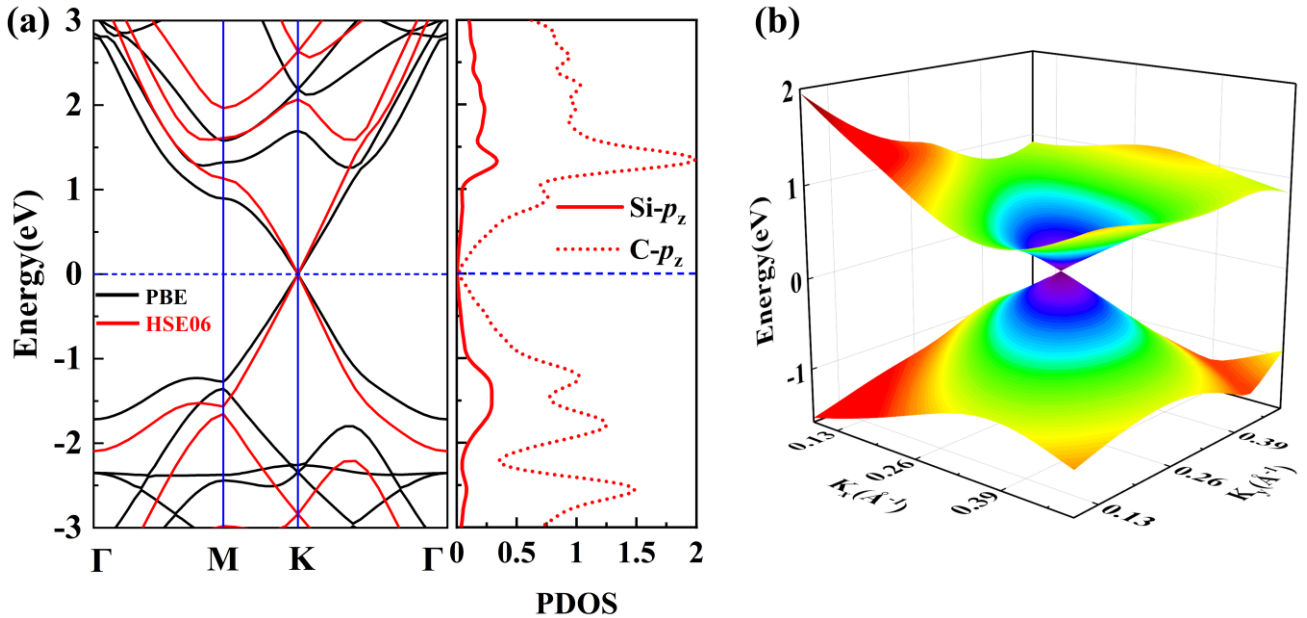 (a)
3
2
1
0
-1
-2
-3
Energy(eV)
PBE
HSE06
Γ M K Γ
Si-pz
C-pz
0 0.5 1 1.5 2
PDOS
(b)
2
1
0
-1
Energy(eV)
0.13 0.26 0.39
Kx(Å-1)
0.13 0.26 0.39
Ky(Å-1)